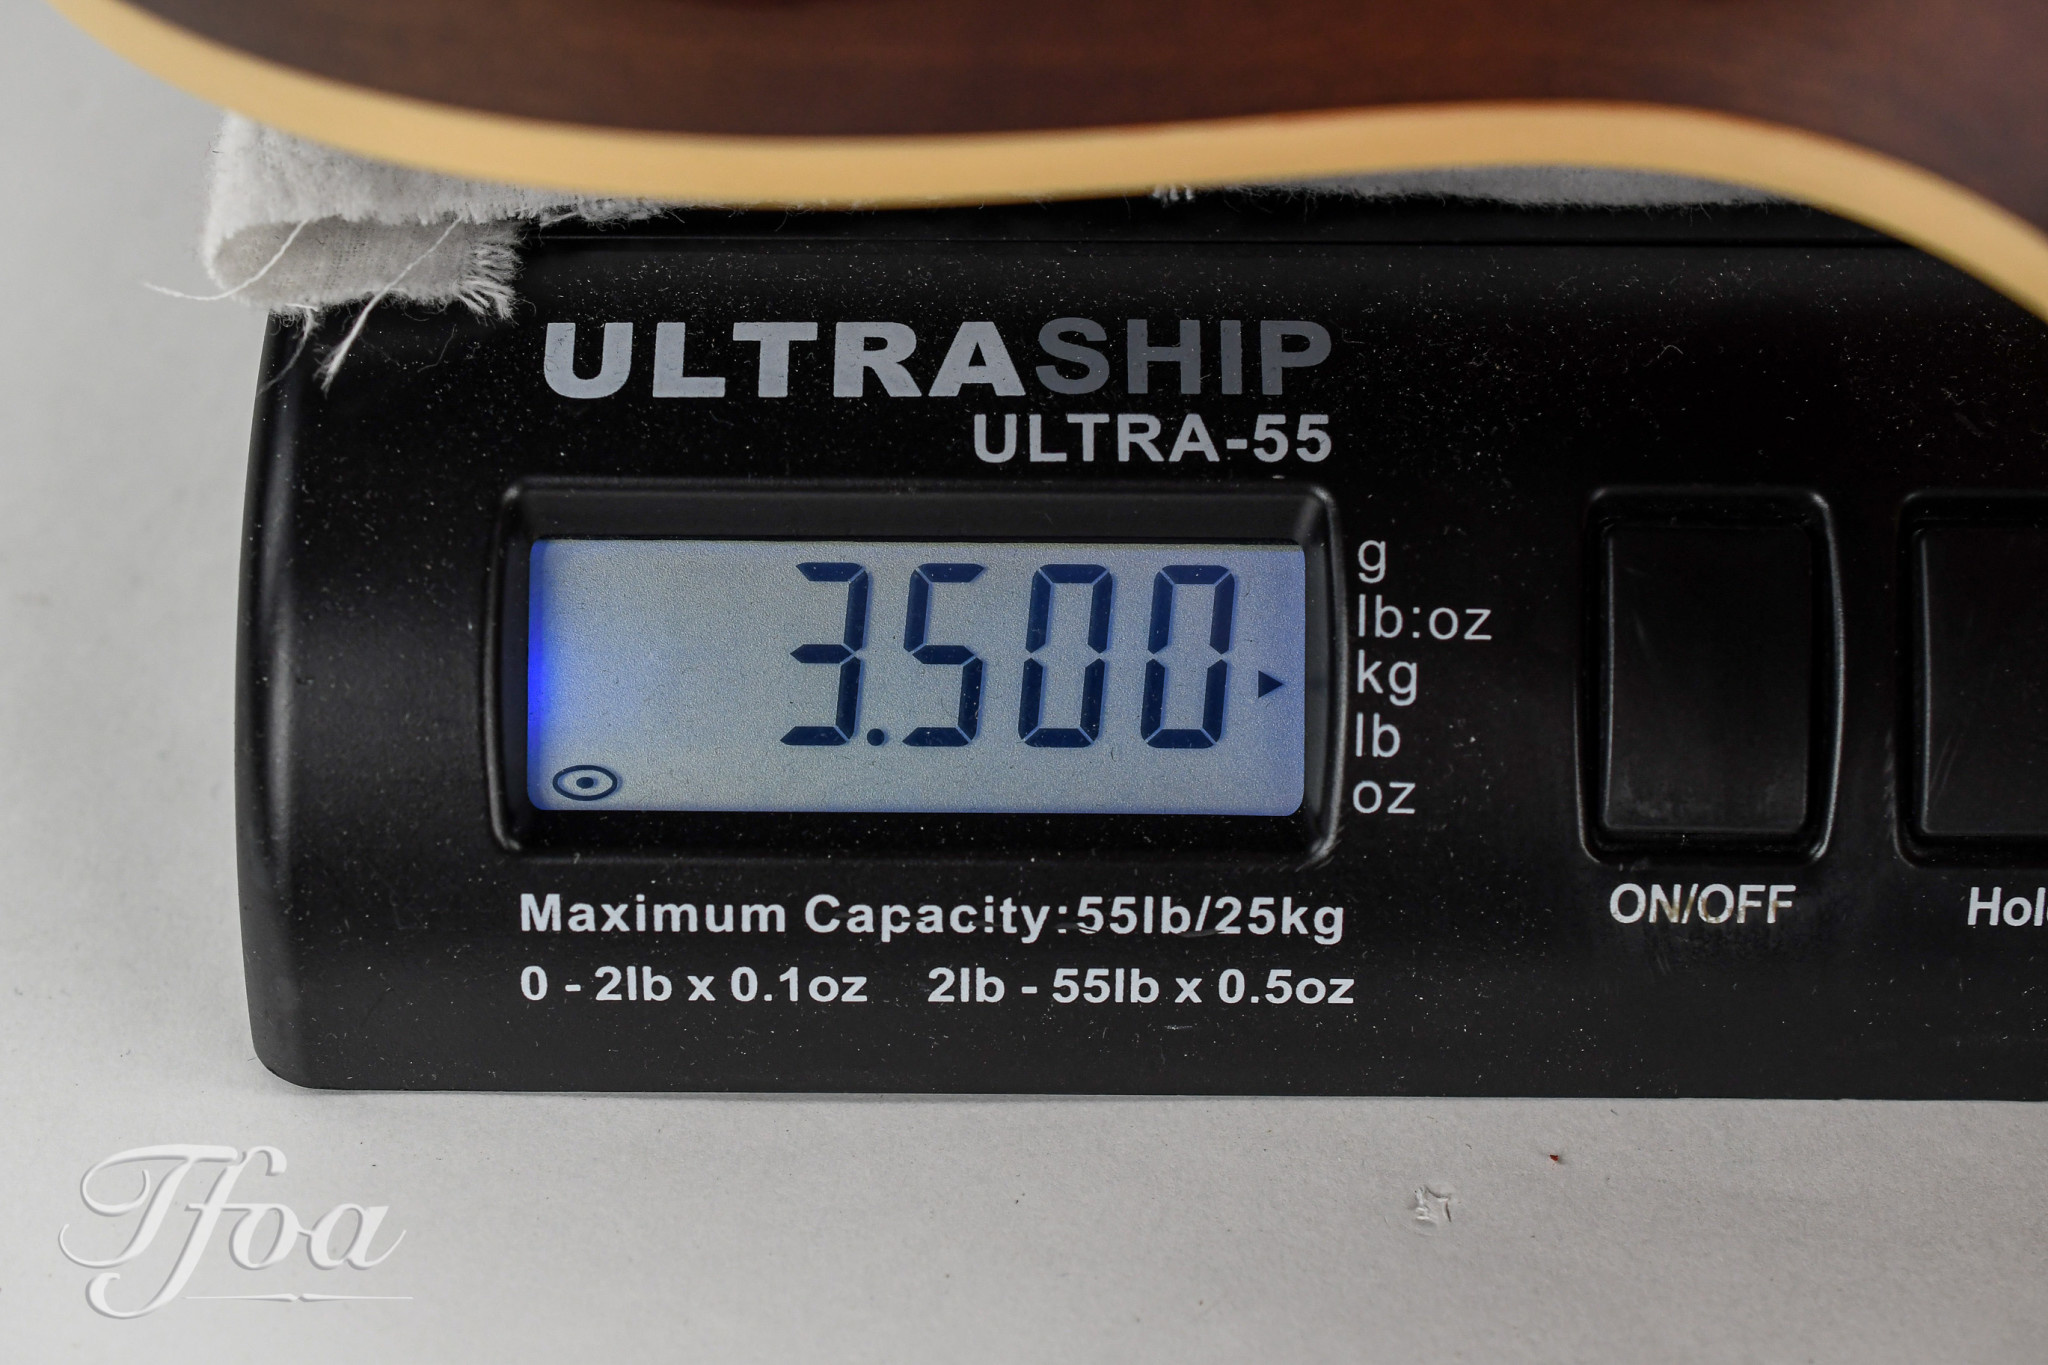 ULTRASHIP
ULTRA-55
3.500
g
lb:oz
kg
lb
oz
ON/OFF
Maximum Capacity:55lb/25kg
0 - 2lb x 0.1oz 2lb - 55lb x 0.5oz
Tfoa